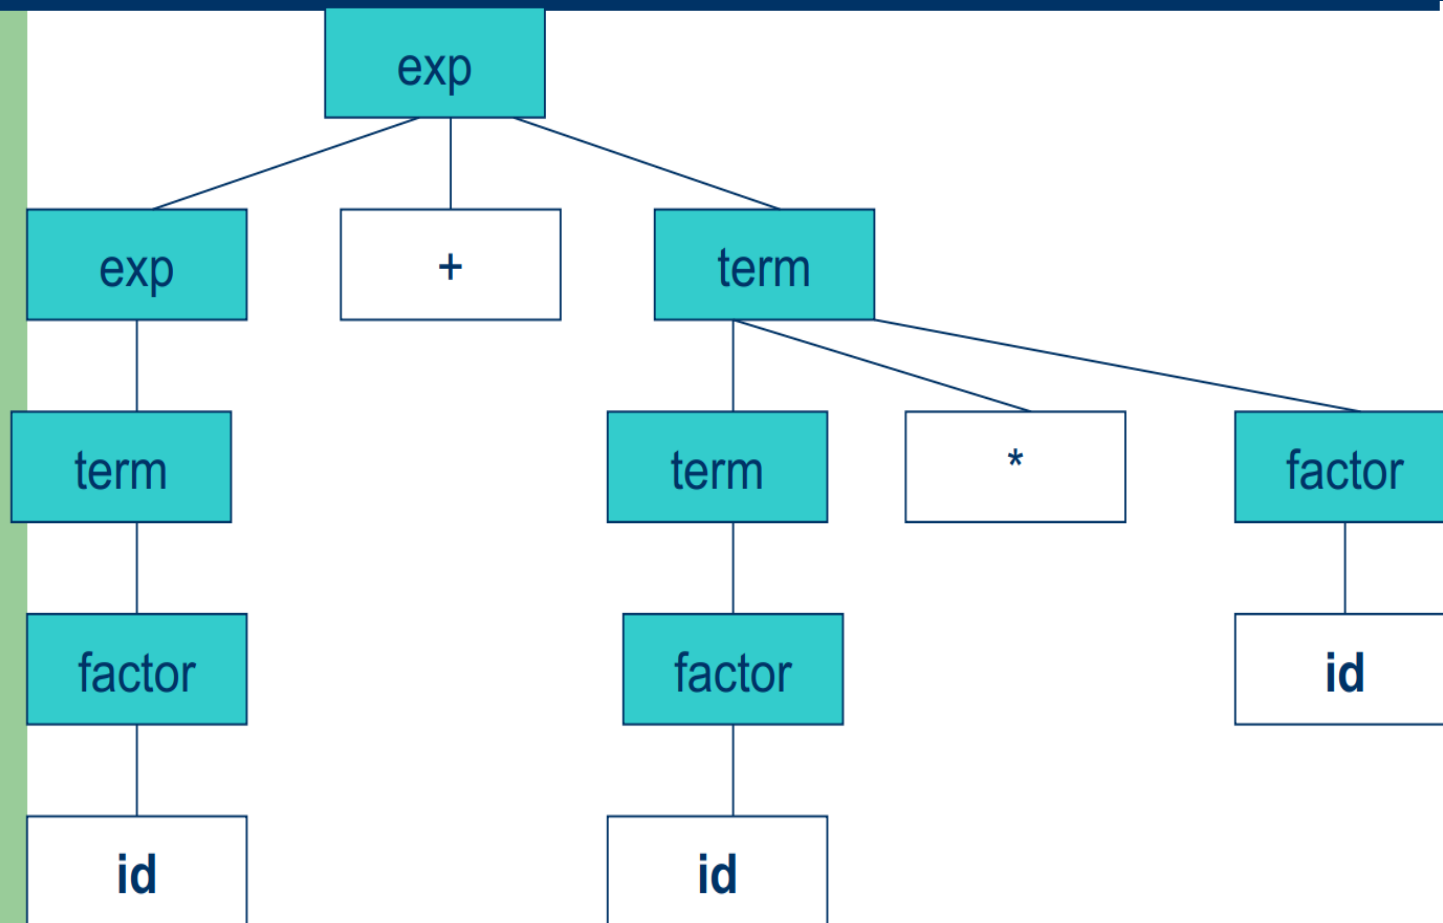 exp
exp + term
term term * factor
factor factor id
id id